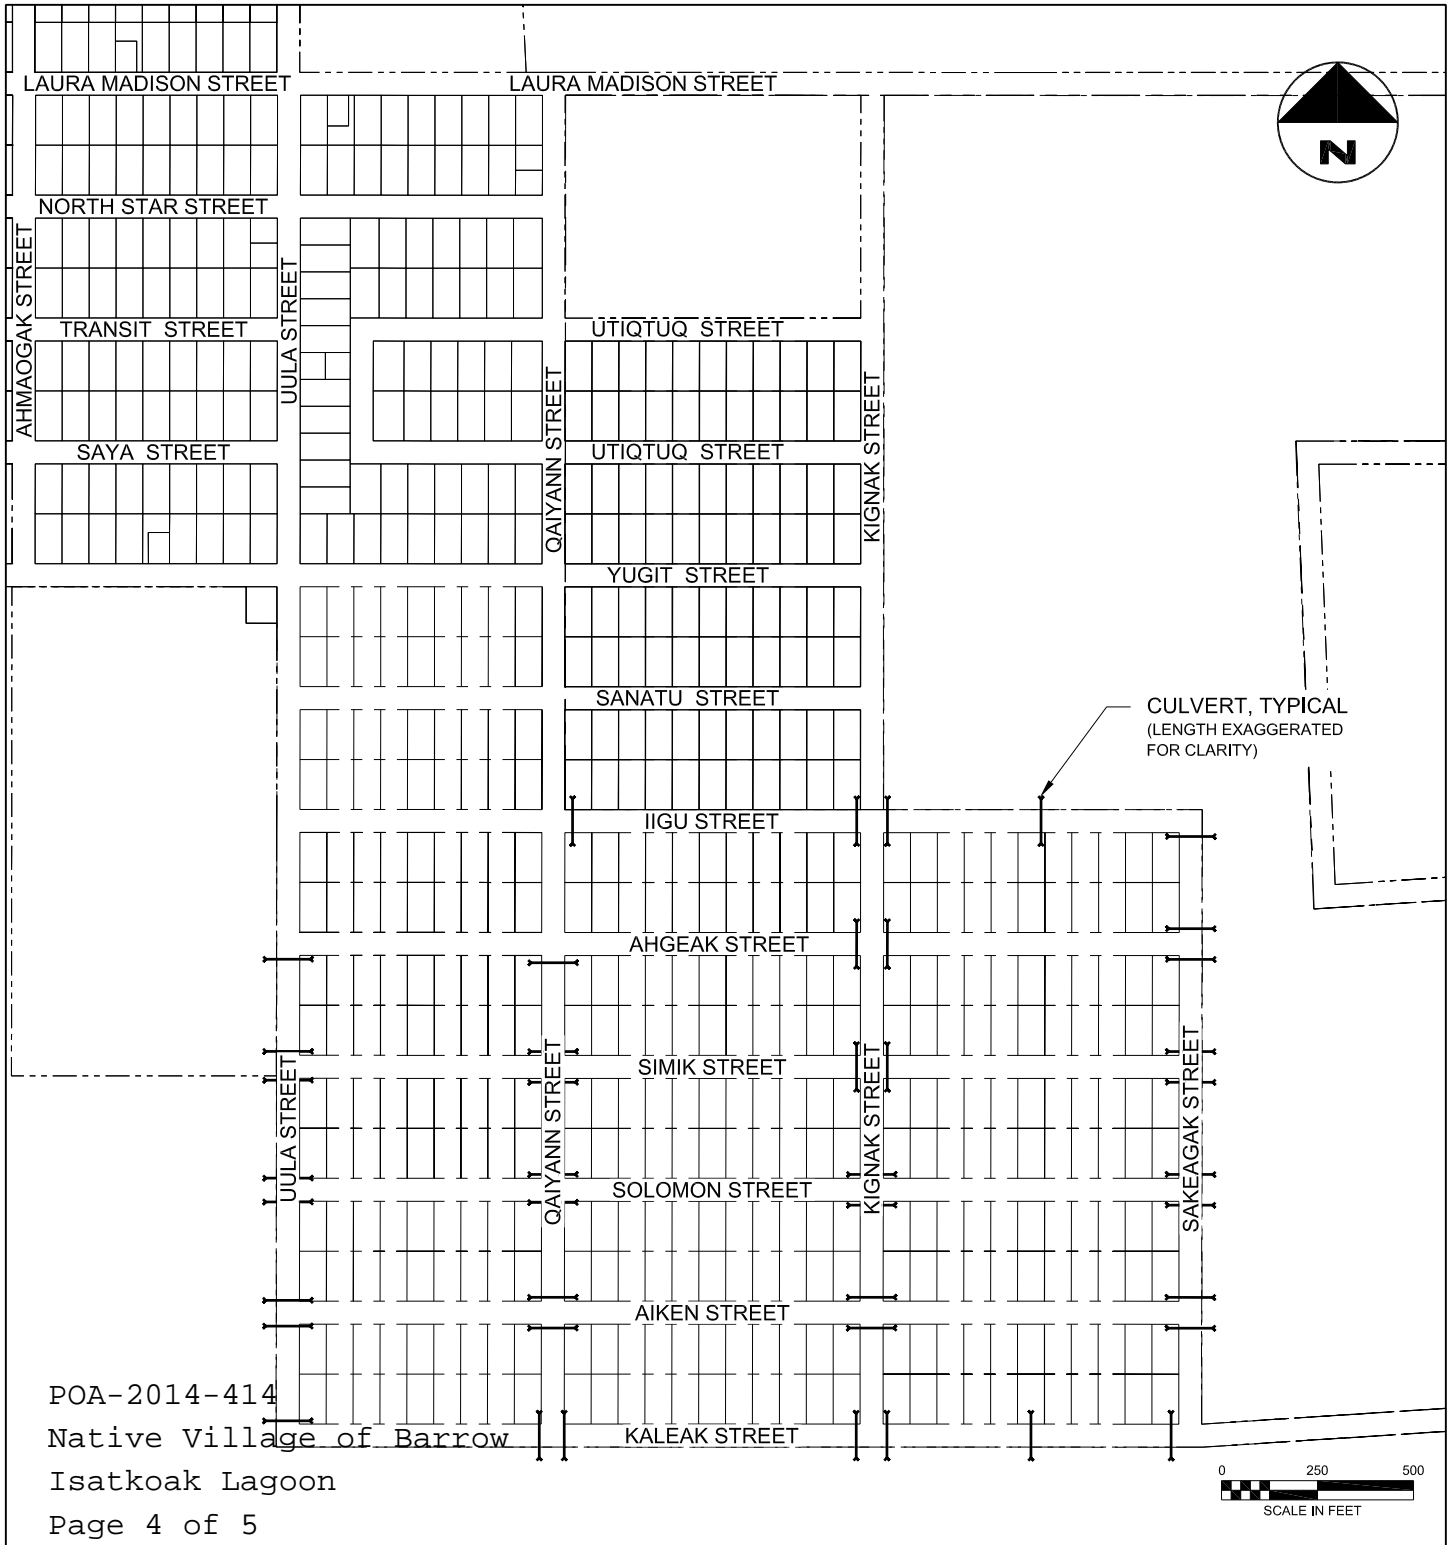 LAURA MADISON STREET
LAURA MADISON STREET
N
NORTH STAR STREET
AHMAOGAK STREET
UULA STREET
TRANSIT STREET
UTIQTUQ STREET
QAIYANN STREET
KIGNAK STREET
SAYA STREET
UTIQTUQ STREET
YUGIT STREET
SANATU STREET
CULVERT, TYPICAL
(LENGTH EXAGGERATED
FOR CLARITY)
IIGU STREET
AHGEAK STREET
SIMIK STREET
UULA STREET
QAIYANN STREET
KIGNAK STREET
SAKEAGAK STREET
SOLOMON STREET
AIKEN STREET
KALEAK STREET
POA-2014-414
Native Village of Barrow
Isatkoak Lagoon
Page 4 of 5
0 250 500
SCALE IN FEET